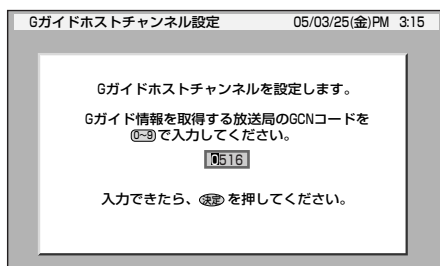 Gガイドホストチャンネル設定 05/03/25(金)PM 3:15
Gガイドホストチャンネルを設定します。
Gガイド情報を取得する放送局のGCNコードを
0~9で入力してください。
0516
入力できたら、決定を押してください。